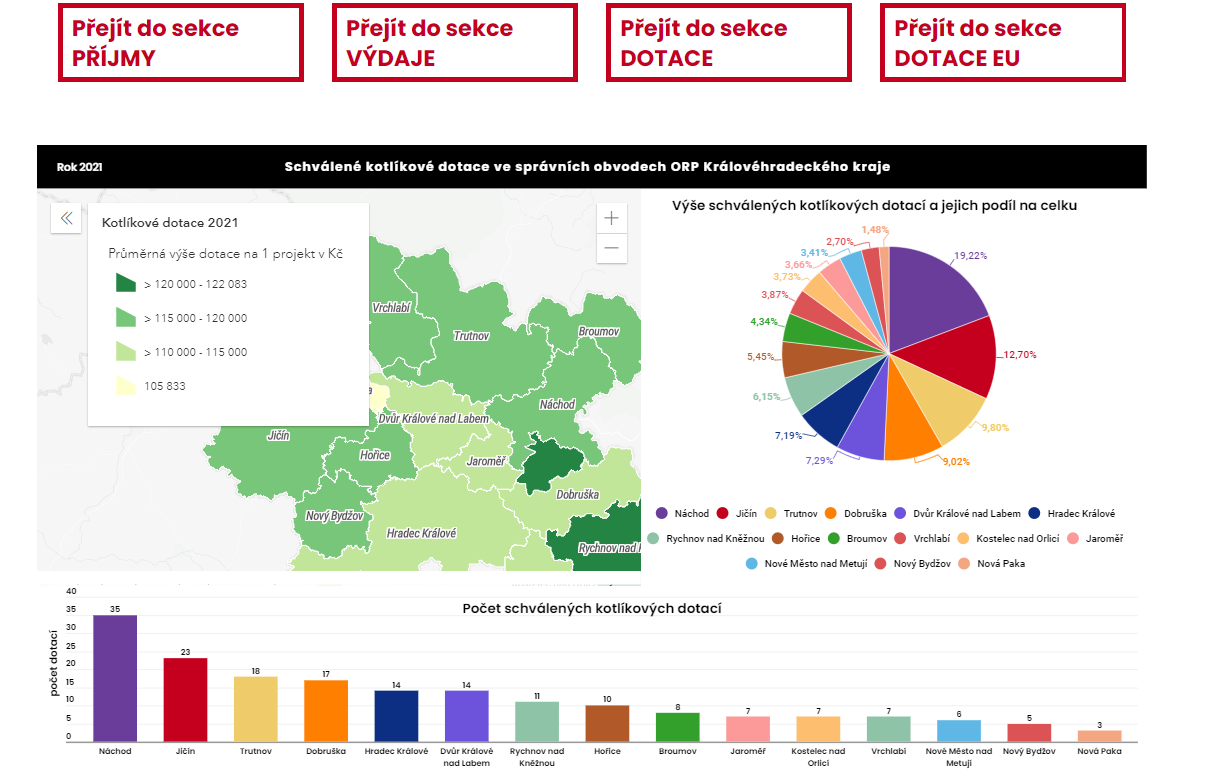 Přejít do sekce
PŘÍJMY
Přejít do sekce
VÝDAJE
Přejít do sekce
DOTACE
Přejít do sekce
DOTACE EU
Rok 2021
Schválené kotlíkové dotace ve správních obvodech ORP Královéhradeckého kraje
Kotlíkové dotace 2021
Průměrná výše dotace na 1 projekt v Kč
> 120 000 - 122 083
> 115 000 - 120 000
> 110 000 - 115 000
105 833
+
−
Vrchlabí
Trutnov
Broumov
Náchod
Dvůr Králové nad Labem
Jičín
Hořice
Jaroměř
Dobruška
Nový Bydžov
Hradec Králové
Rychnov nad
Výše schválených kotlíkových dotací a jejich podíl na celku
19,22%
12,70%
9,80%
9,02%
7,29%
7,19%
6,15%
5,45%
4,34%
3,87%
3,73%
3,66%
3,41%
2,70%
1,48%
Náchod Jičín Trutnov Dobruška Dvůr Králové nad Labem Hradec Králové
Rychnov nad Kněžnou Hořice Broumov Vrchlabí Kostelec nad Orlicí Jaroměř
Nové Město nad Metují Nový Bydžov Nová Paka
Počet schválených kotlíkových dotací
počet dotací
40
35
30
25
20
15
10
5
0
35
23
18
17
14
14
11
10
8
7
7
7
6
5
3
Náchod
Jičín
Trutnov
Dobruška
Hradec Králové
Dvůr Králové
nad Labem
Rychnov nad
Kněžnou
Hořice
Broumov
Jaroměř
Kostelec nad
Orlicí
Vrchlabí
Nové Město nad
Metují
Nový Bydžov
Nová Paka